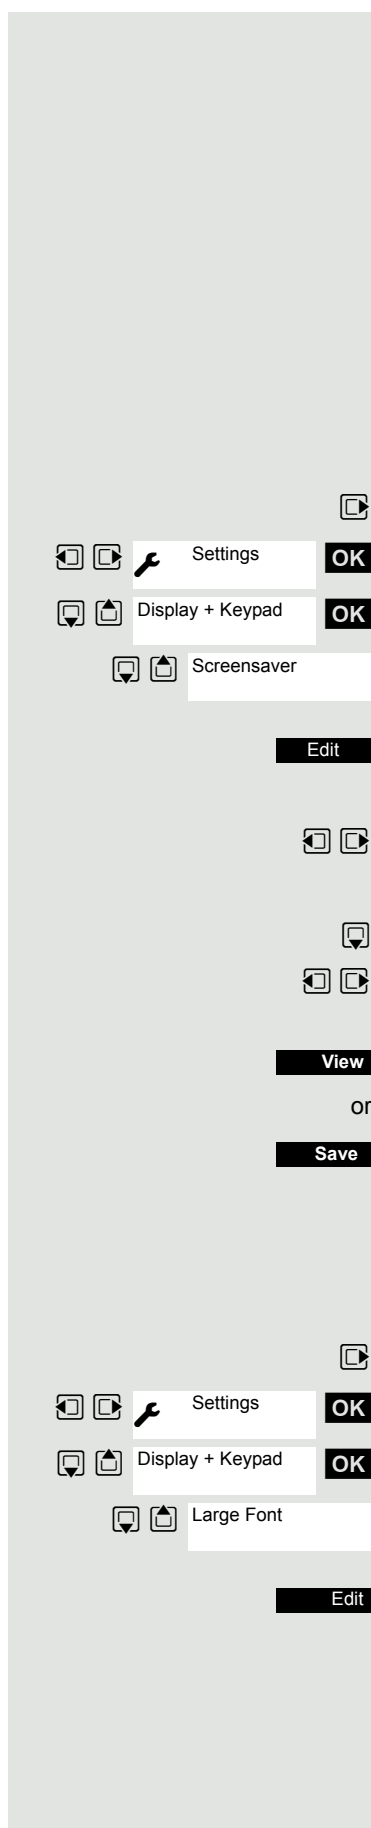 Settings OK
Display + Keypad OK
Screensaver
Edit
View
or
Save
Settings OK
Display + Keypad OK
Large Font
Edit